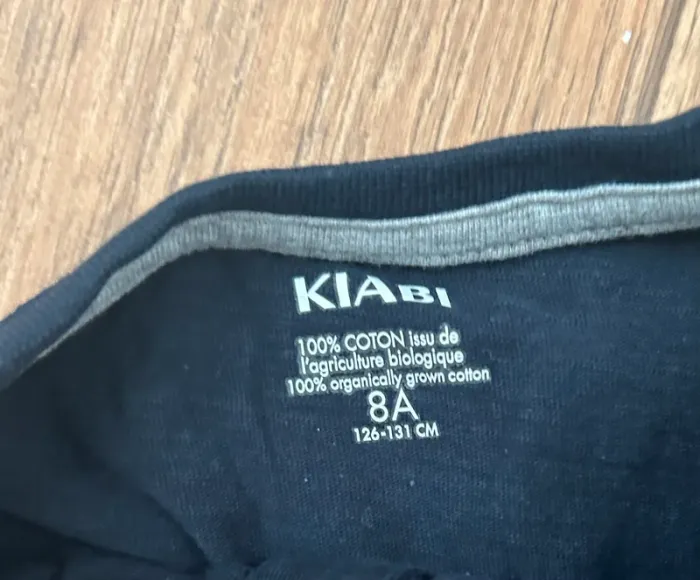 KIABI
100% COTON issu de
l'agriculture biologique
100% organically grown cotton
8A
126-131 CM